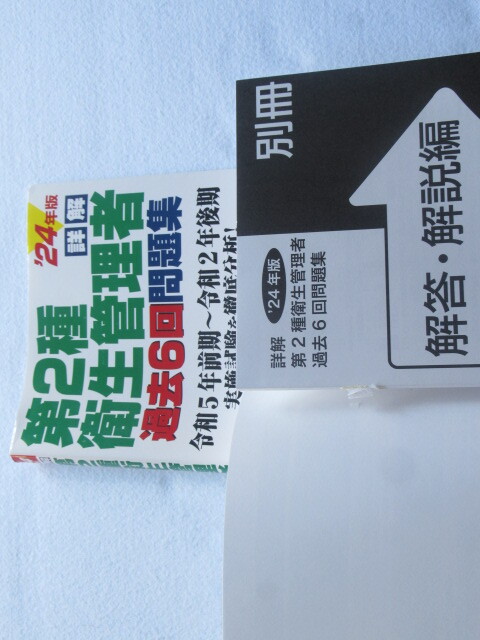 '24年版
詳解
第2種
衛生管理者
過去6回問題集
令和5年前期～令和2年後期
実施試験を徹底分析!
別冊
詳解 '24年版
第2種衛生管理者
過去6回問題集
解答・解説編